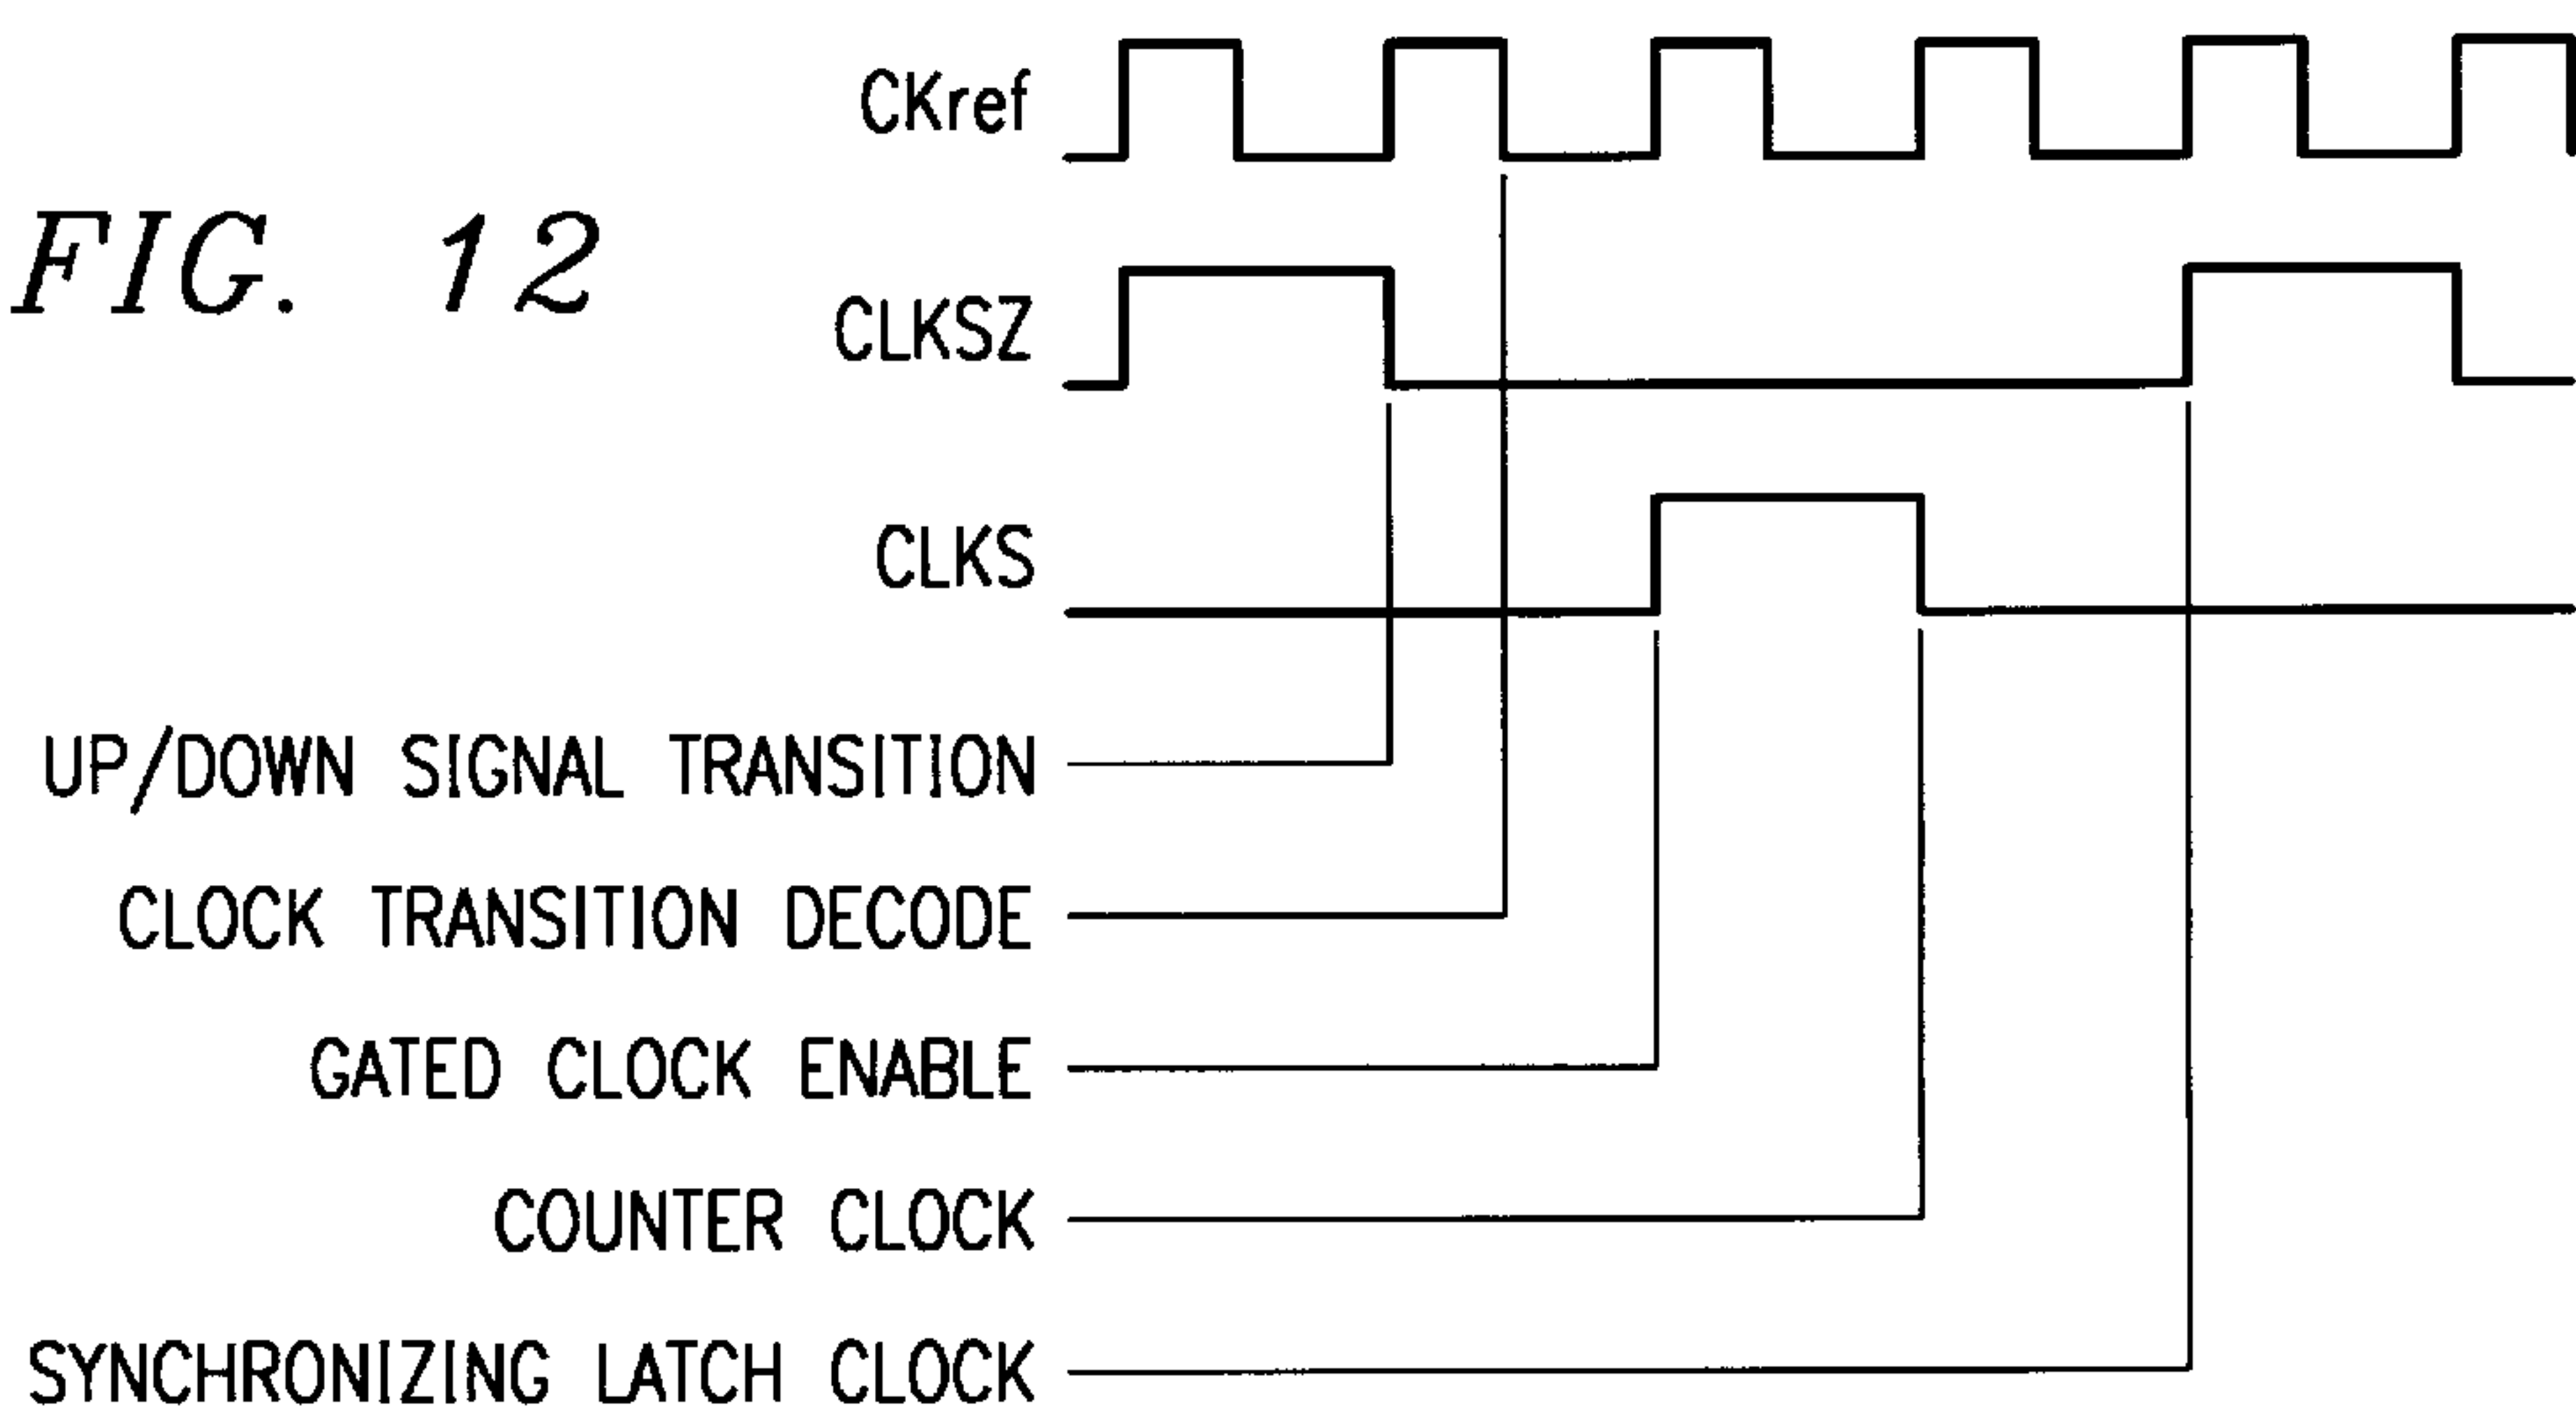 CKref
FIG. 12
CLKSZ
CLKS
UP/DOWN SIGNAL TRANSITION
CLOCK TRANSITION DECODE
GATED CLOCK ENABLE
COUNTER CLOCK
SYNCHRONIZING LATCH CLOCK